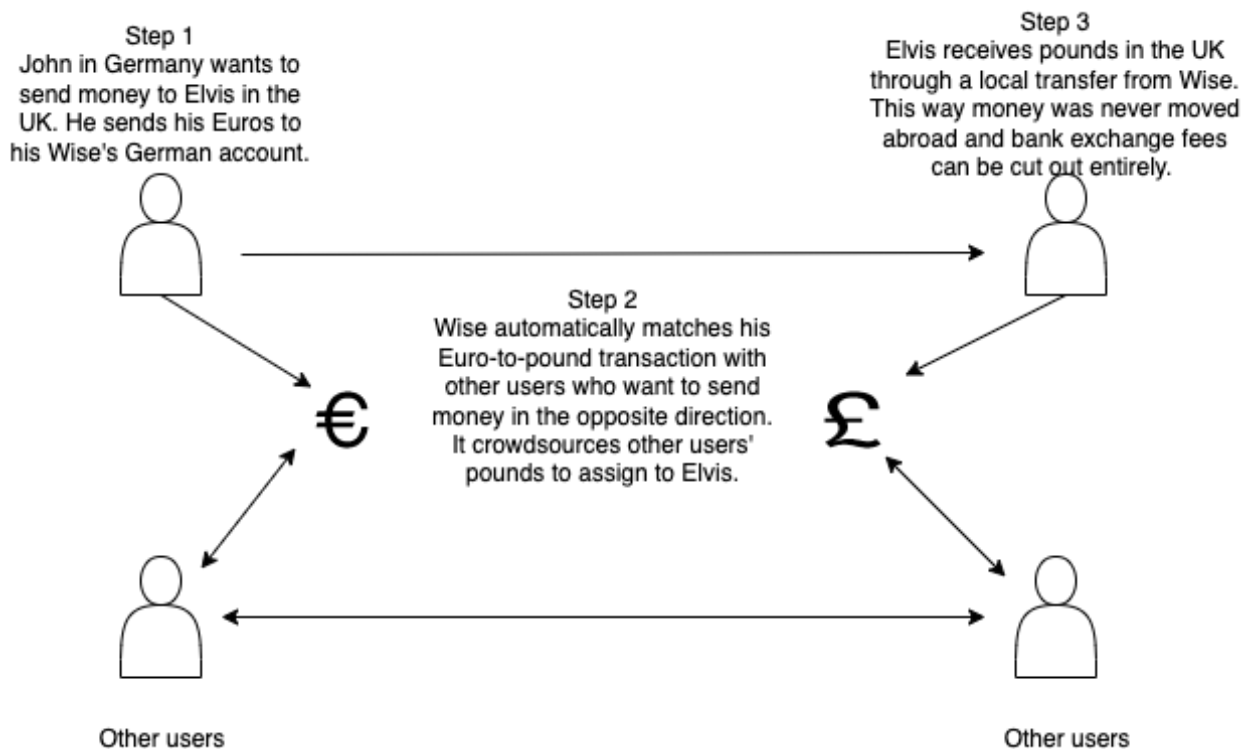 Step 1
John in Germany wants to
send money to Elvis in the
UK. He sends his Euros to
his Wise's German account.
Step 3
Elvis receives pounds in the UK
through a local transfer from Wise.
This way money was never moved
abroad and bank exchange fees
can be cut out entirely.
Step 2
Wise automatically matches his
Euro-to-pound transaction with
other users who want to send
money in the opposite direction.
It crowdsources other users'
pounds to assign to Elvis.
€
£
Other users
Other users